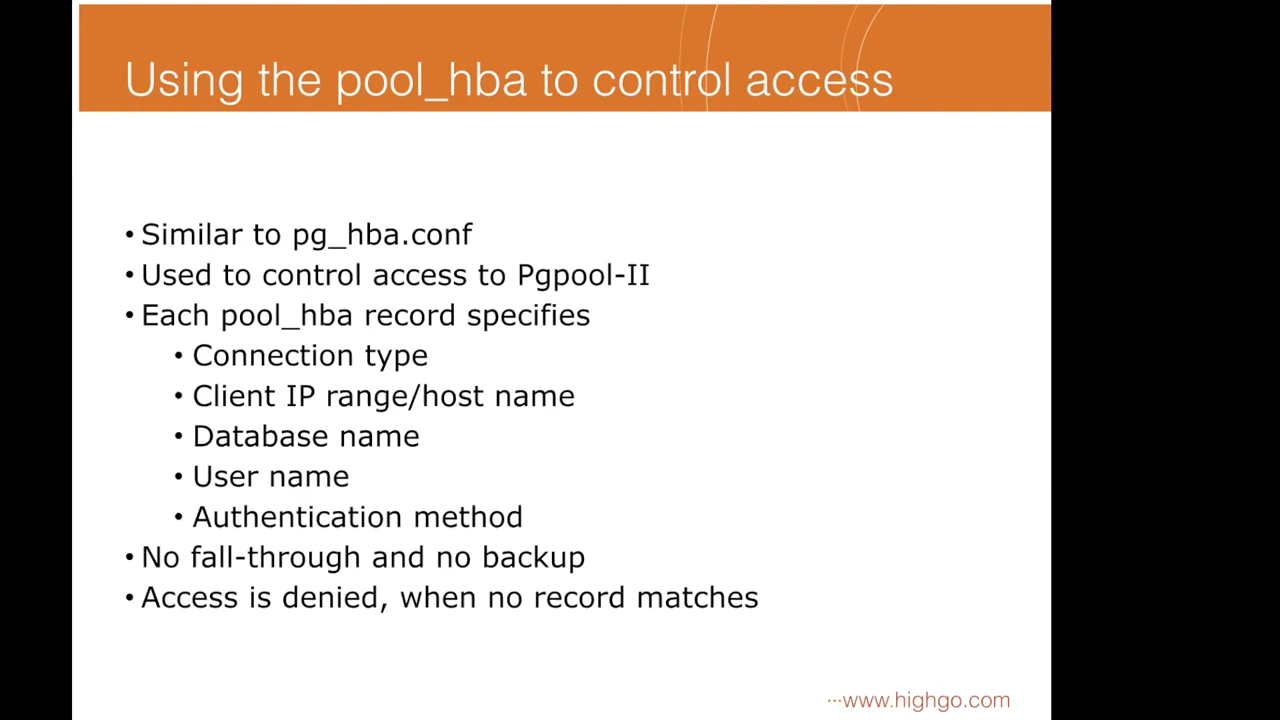 Using the pool_hba to control access
• Similar to pg_hba.conf
• Used to control access to Pgpool-II
• Each pool_hba record specifies
• Connection type
• Client IP range/host name
• Database name
• User name
• Authentication method
• No fall-through and no backup
• Access is denied, when no record matches
···www.highgo.com